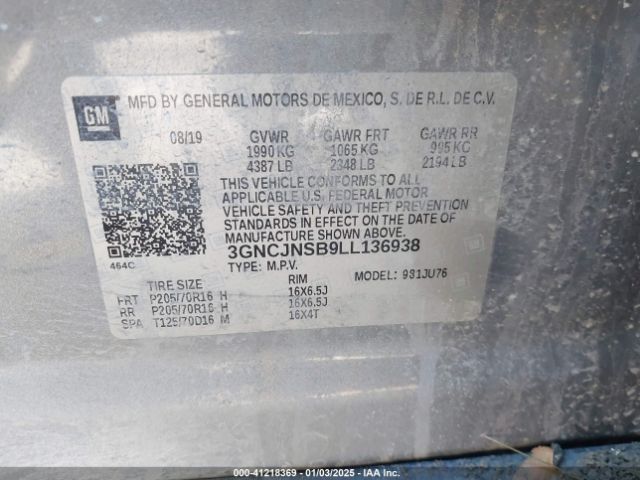 GM
MFD BY GENERAL MOTORS DE MEXICO, S. DE R.L. DE C.V.
08/19 GVWR GAWR FRT GAWR RR
1990 KG 1065 KG 995 KG
4387 LB 2348 LB 2194 LB
THIS VEHICLE CONFORMS TO ALL
APPLICABLE U.S. FEDERAL MOTOR
VEHICLE SAFETY AND THEFT PREVENTION
STANDARDS IN EFFECT ON THE DATE OF
MANUFACTURE SHOWN ABOVE.
464C 3GNCJNSB9LL136938
TYPE: M.P.V.
TIRE SIZE RIM MODEL: 931JU76
FRT P205/70R16 H 16X6.5J
RR P205/70R16 H 16X6.5J
SPA T125/70D16 M 16X4T
000-41218369 - 01/03/2025 - IAAI.COM